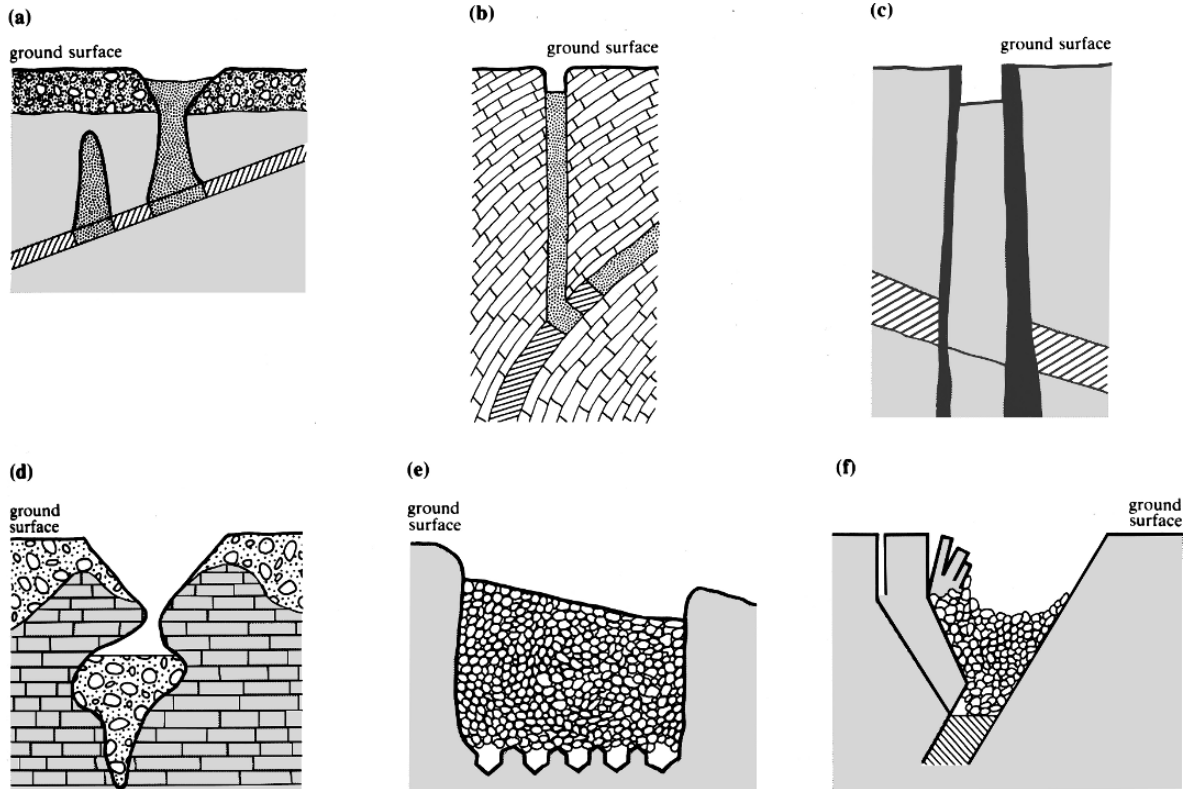 (a)
ground surface
(b)
ground surface
(c)
ground surface
(d)
ground
surface
(e)
ground
surface
(f)
ground
surface